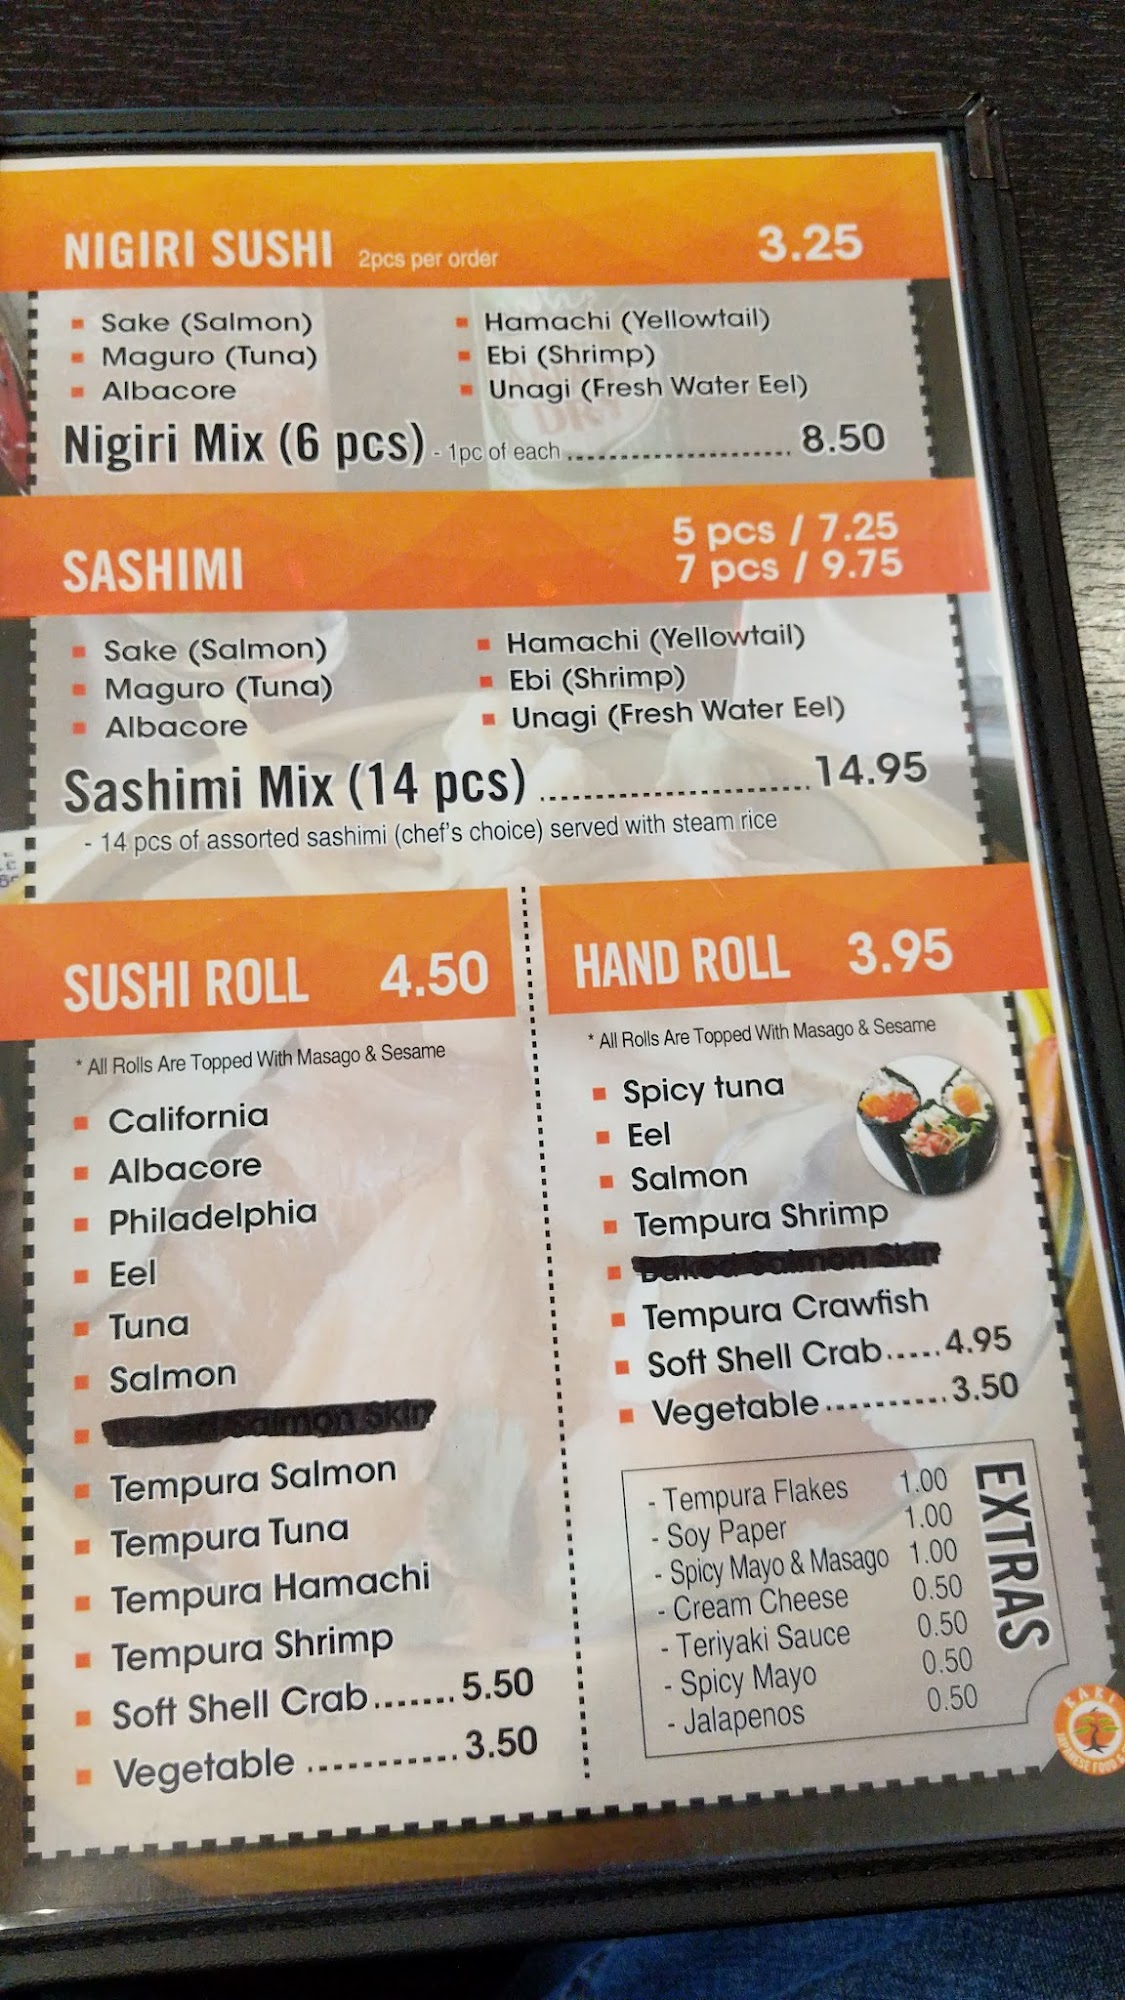 NIGIRI SUSHI 2pcs per order 3.25
Sake (Salmon)
Maguro (Tuna)
Albacore
Hamachi (Yellowtail)
Ebi (Shrimp)
Unagi (Fresh Water Eel)
Nigiri Mix (6 pcs) - 1pc of each ........................ 8.50
SASHIMI
5 pcs / 7.25
7 pcs / 9.75
Sake (Salmon)
Maguro (Tuna)
Albacore
Hamachi (Yellowtail)
Ebi (Shrimp)
Unagi (Fresh Water Eel)
Sashimi Mix (14 pcs) ........................ 14.95
- 14 pcs of assorted sashimi (chef's choice) served with steam rice
SUSHI ROLL 4.50
* All Rolls Are Topped With Masago & Sesame
California
Albacore
Philadelphia
Eel
Tuna
Salmon
Salmon Skin
Tempura Salmon
Tempura Tuna
Tempura Hamachi
Tempura Shrimp
Soft Shell Crab.......5.50
Vegetable ............3.50
HAND ROLL 3.95
* All Rolls Are Topped With Masago & Sesame
Spicy tuna
Eel
Salmon
Tempura Shrimp
Baked Salmon Skin
Tempura Crawfish
Soft Shell Crab.....4.95
Vegetable..........3.50
EXTRAS
- Tempura Flakes 1.00
- Soy Paper 1.00
- Spicy Mayo & Masago 1.00
- Cream Cheese 0.50
- Teriyaki Sauce 0.50
- Spicy Mayo 0.50
- Jalapenos 0.50
KAKI
JAPANESE FOOD &